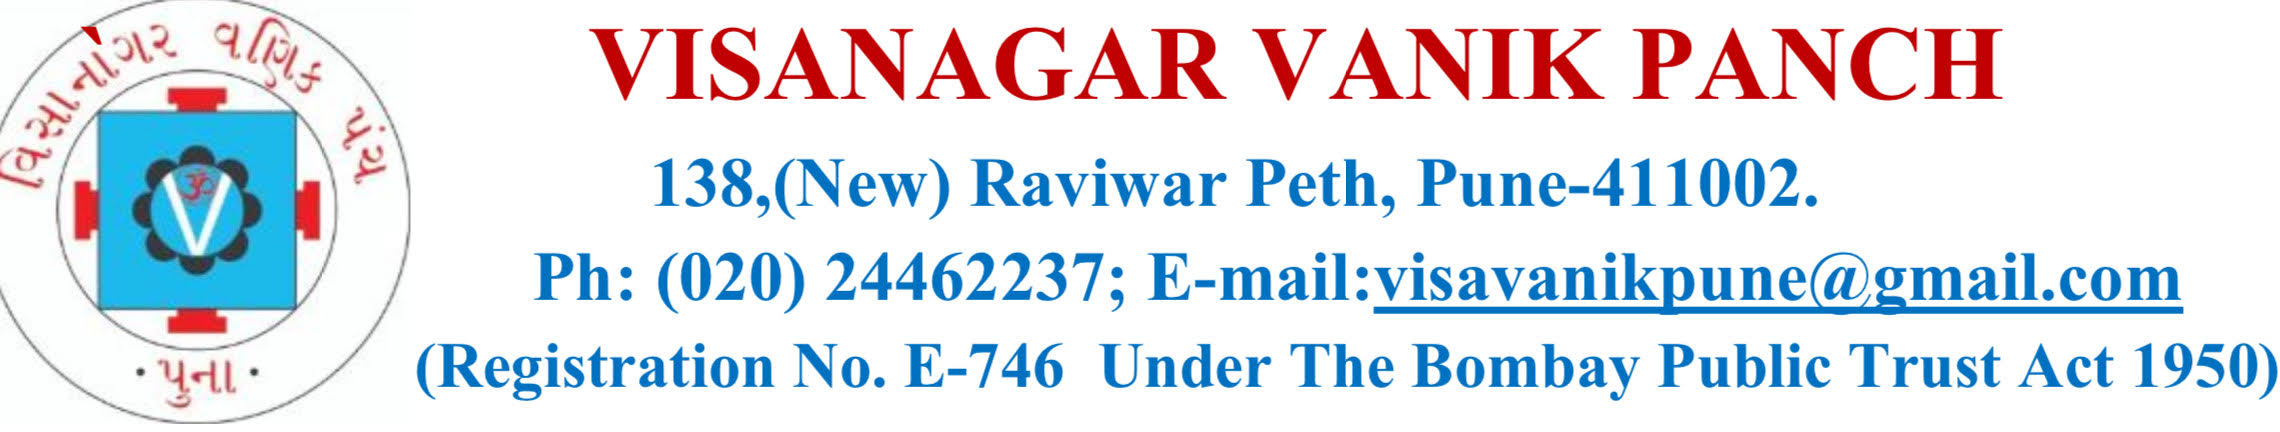 વિસાનાગર વણિક પંચ
ૐ
V
· પુના ·
VISANAGAR VANIK PANCH
138,(New) Raviwar Peth, Pune-411002.
Ph: (020) 24462237; E-mail:visavanikpune@gmail.com
(Registration No. E-746  Under The Bombay Public Trust Act 1950)